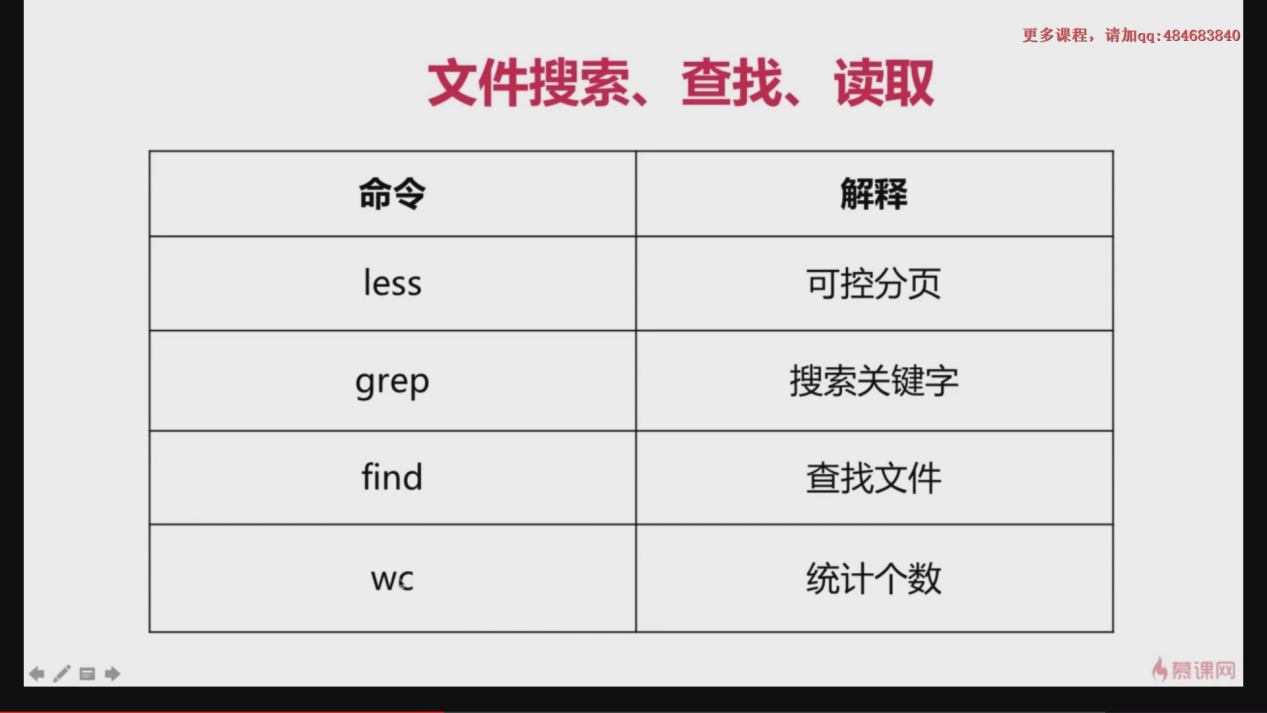 更多课程，请加qq:484683840
文件搜索、查找、读取
命令 解释
less 可控分页
grep 搜索关键字
find 查找文件
wc 统计个数
慕课网